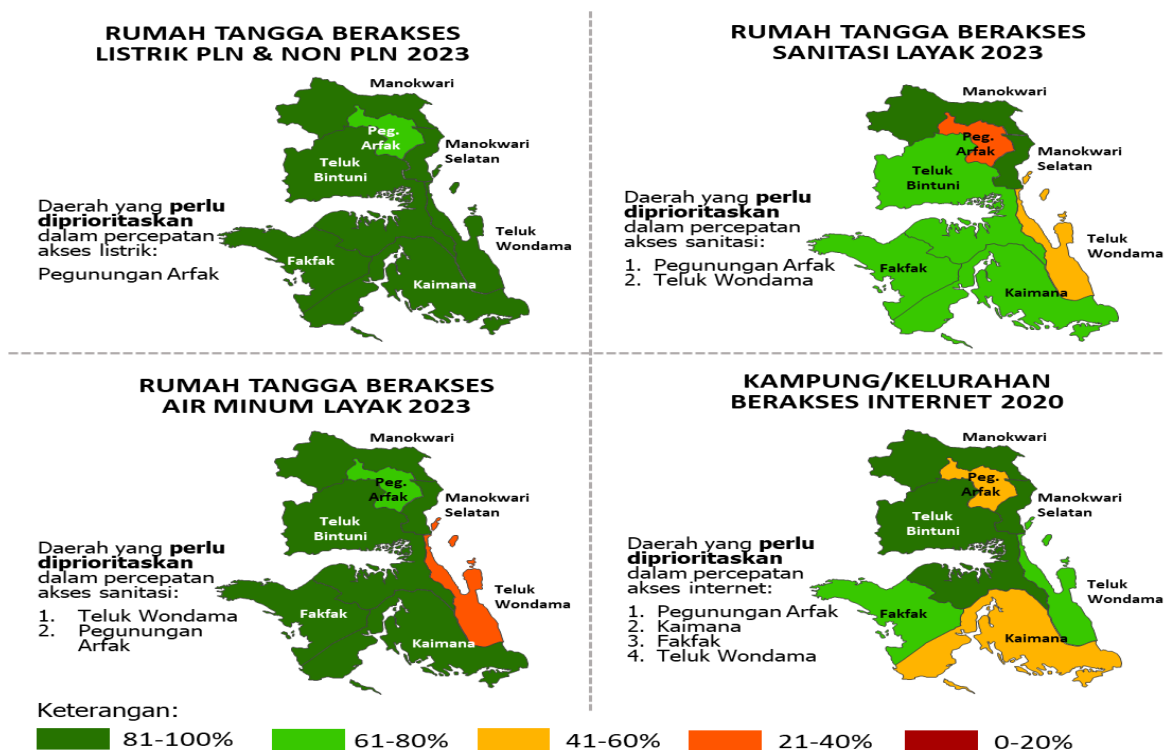 RUMAH TANGGA BERAKSES
LISTRIK PLN & NON PLN 2023
Manokwari
Peg.
Arfak
Manokwari
Selatan
Teluk
Bintuni
Daerah yang perlu
diprioritaskan
dalam percepatan
akses listrik:
Pegunungan Arfak
Teluk
Wondama
Fakfak
Kaimana
RUMAH TANGGA BERAKSES
SANITASI LAYAK 2023
Manokwari
Peg.
Arfak
Manokwari
Selatan
Teluk
Bintuni
Daerah yang perlu
diprioritaskan
dalam percepatan
akses sanitasi:
1. Pegunungan Arfak
2. Teluk Wondama
Teluk
Wondama
Fakfak
Kaimana
RUMAH TANGGA BERAKSES
AIR MINUM LAYAK 2023
Manokwari
Peg.
Arfak
Manokwari
Selatan
Teluk
Bintuni
Daerah yang perlu
diprioritaskan
dalam percepatan
akses sanitasi:
1. Teluk Wondama
2. Pegunungan
Arfak
Teluk
Wondama
Fakfak
Kaimana
KAMPUNG/KELURAHAN
BERAKSES INTERNET 2020
Manokwari
Peg.
Arfak
Manokwari
Selatan
Teluk
Bintuni
Daerah yang perlu
diprioritaskan
dalam percepatan
akses internet:
1. Pegunungan Arfak
2. Kaimana
3. Fakfak
4. Teluk Wondama
Teluk
Wondama
Fakfak
Kaimana
Keterangan:
81-100%
61-80%
41-60%
21-40%
0-20%